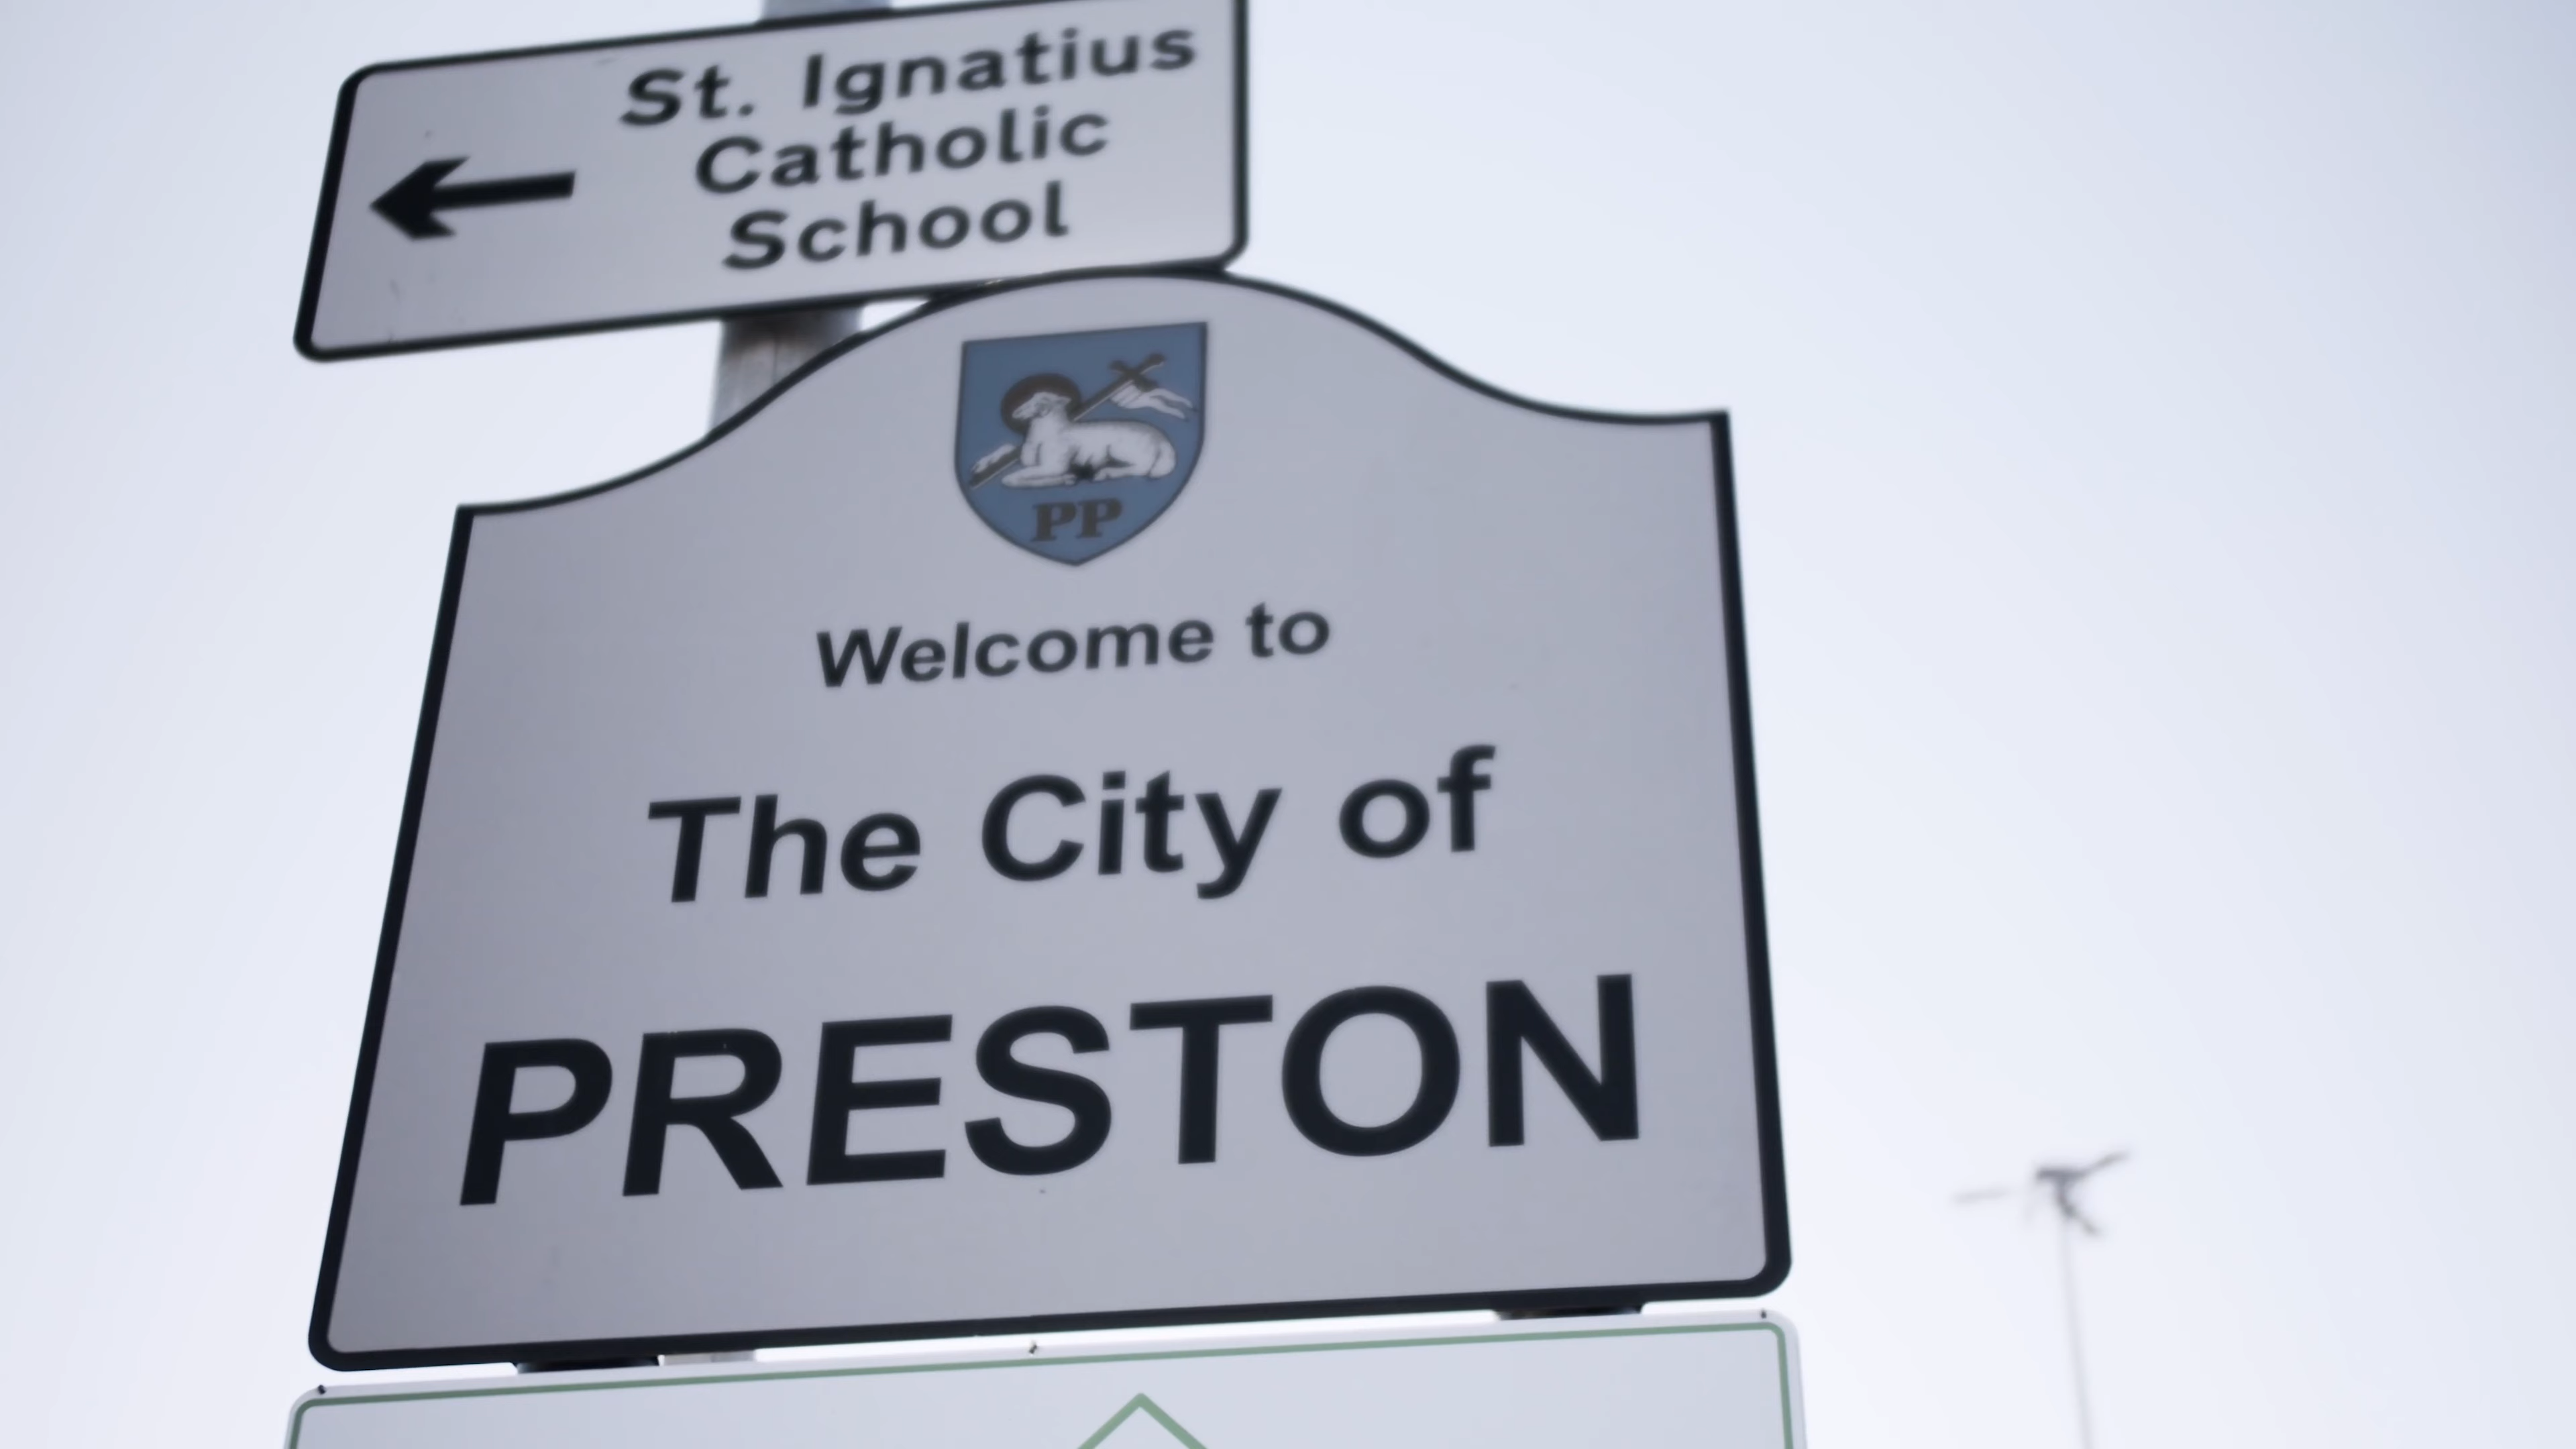 St. Ignatius
Catholic
School
PP
Welcome to
The City of
PRESTON